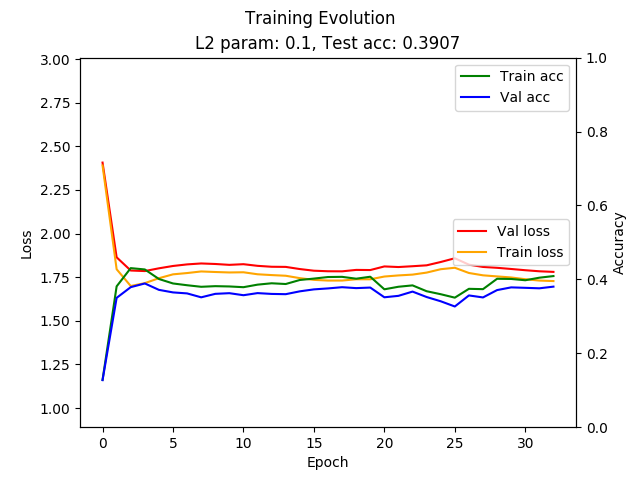 Training Evolution
L2 param: 0.1, Test acc: 0.3907
3.00
2.75
2.50
2.25
2.00
1.75
1.50
1.25
1.00
Loss
Train acc
Val acc
Val loss
Train loss
1.0
0.8
0.6
0.4
0.2
0.0
Accuracy
0 5 10 15 20 25 30
Epoch